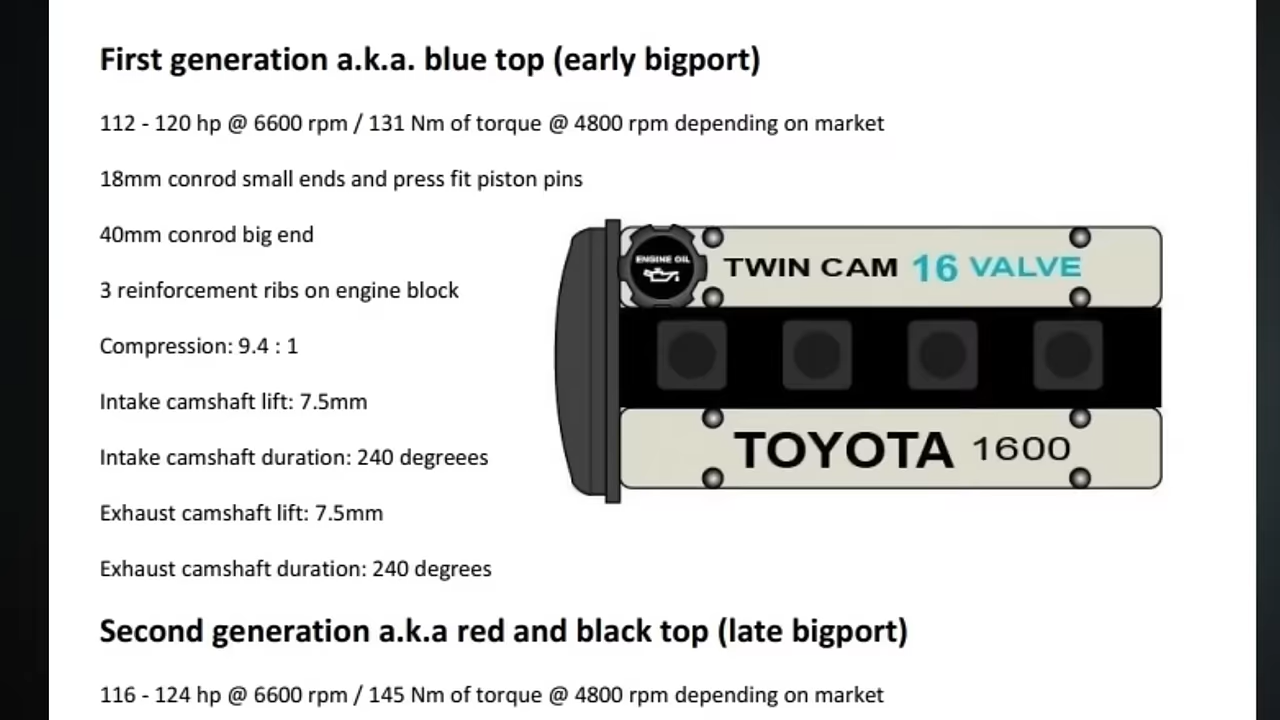 First generation a.k.a. blue top (early bigport)
112 - 120 hp @ 6600 rpm / 131 Nm of torque @ 4800 rpm depending on market
18mm conrod small ends and press fit piston pins
40mm conrod big end
3 reinforcement ribs on engine block
Compression: 9.4 : 1
Intake camshaft lift: 7.5mm
Intake camshaft duration: 240 degreees
Exhaust camshaft lift: 7.5mm
Exhaust camshaft duration: 240 degrees
ENGINE OIL
TWIN CAM 16 VALVE
TOYOTA 1600
Second generation a.k.a red and black top (late bigport)
116 - 124 hp @ 6600 rpm / 145 Nm of torque @ 4800 rpm depending on market